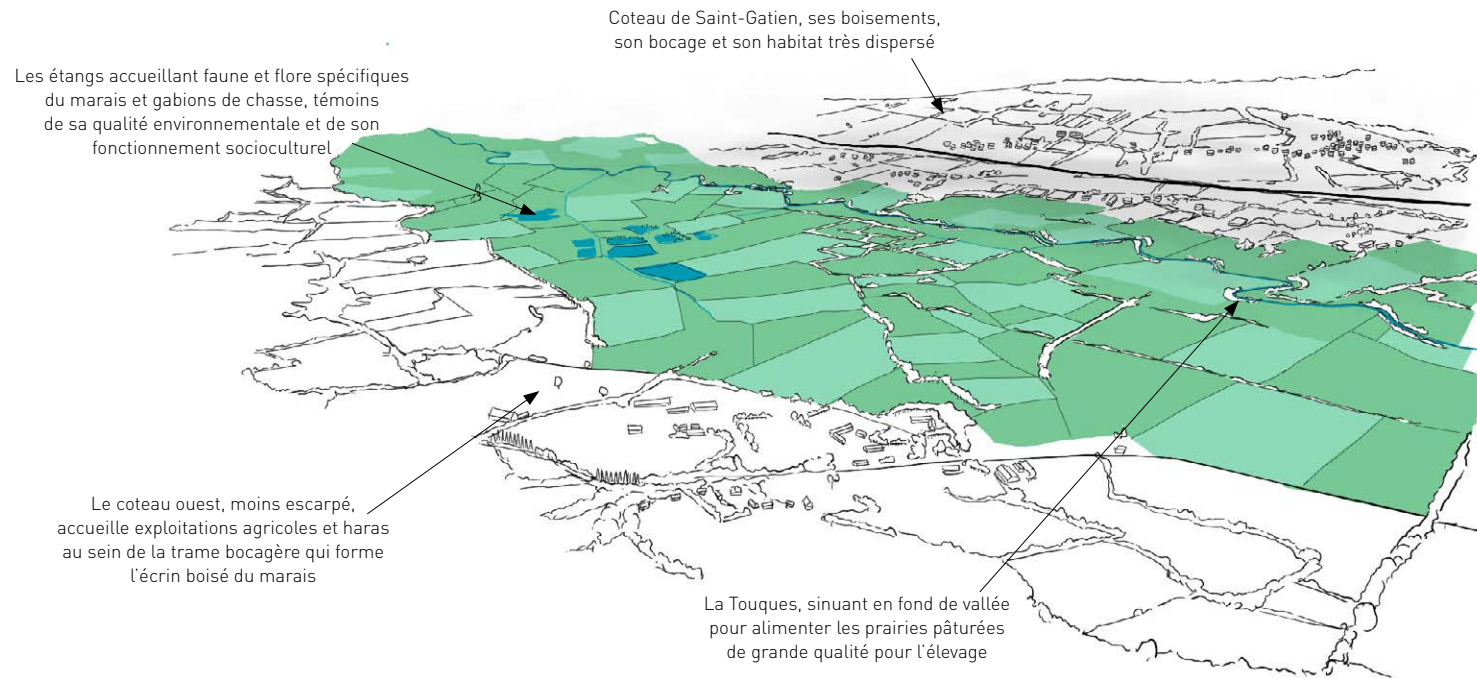 Coteau de Saint-Gatien, ses boisements,
son bocage et son habitat très dispersé
Les étangs accueillant faune et flore spécifiques
du marais et gabions de chasse, témoins
de sa qualité environnementale et de son
fonctionnement socioculturel
Le coteau ouest, moins escarpé,
accueille exploitations agricoles et haras
au sein de la trame bocagère qui forme
l'écrin boisé du marais
La Touques, sinuant en fond de vallée
pour alimenter les prairies pâturées
de grande qualité pour l'élevage